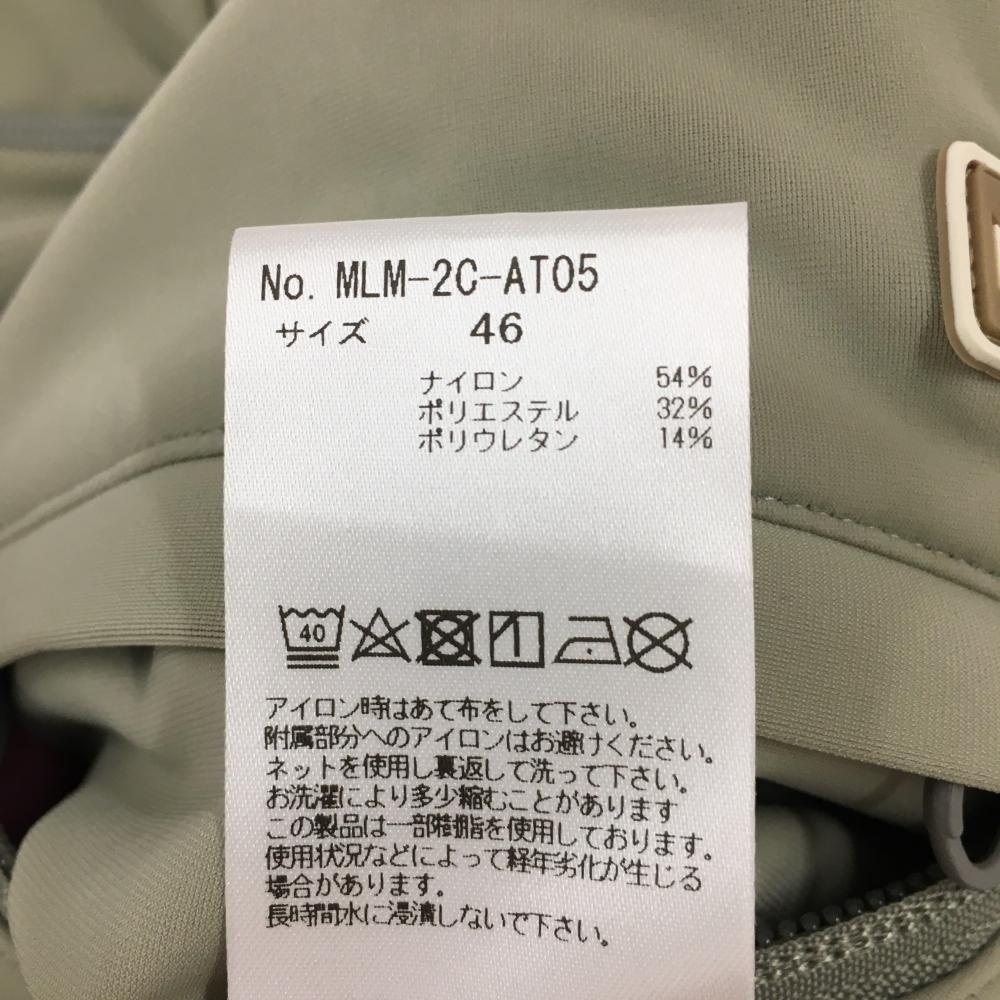 No. MLM-2C-AT05
サイズ 46
ナイロン 54%
ポリエステル 32%
ポリウレタン 14%
40
アイロン時はあて布をして下さい。
附属部分へのアイロンはお避けください。
ネットを使用し裏返して洗って下さい。
お洗濯により多少縮むことがあります
この製品は一部樹脂を使用しております。
使用状況などによって経年劣化が生じる
場合があります。
長時間水に浸漬しないで下さい。